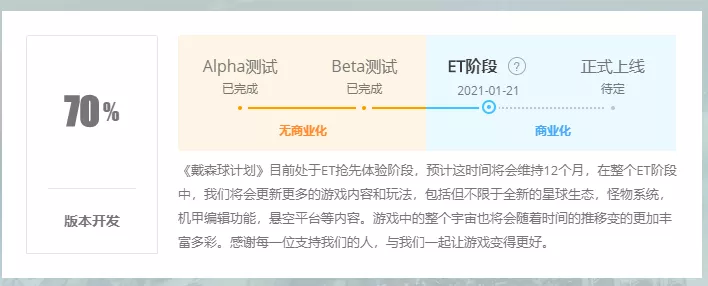 70%
版本开发
Alpha测试
Beta测试
ET阶段 ?
正式上线
已完成
已完成
2021-01-21
待定
无商业化
商业化
《戴森球计划》目前处于ET抢先体验阶段，预计这时间将会维持12个月，在整个ET阶段
中，我们将会更新更多的游戏内容和玩法，包括但不限于全新的星球生态，怪物系统，
机甲编辑功能，悬空平台等内容。游戏中的整个宇宙也将会随着时间的推移变的更加丰
富多彩。感谢每一位支持我们的人，与我们一起让游戏变得更好。